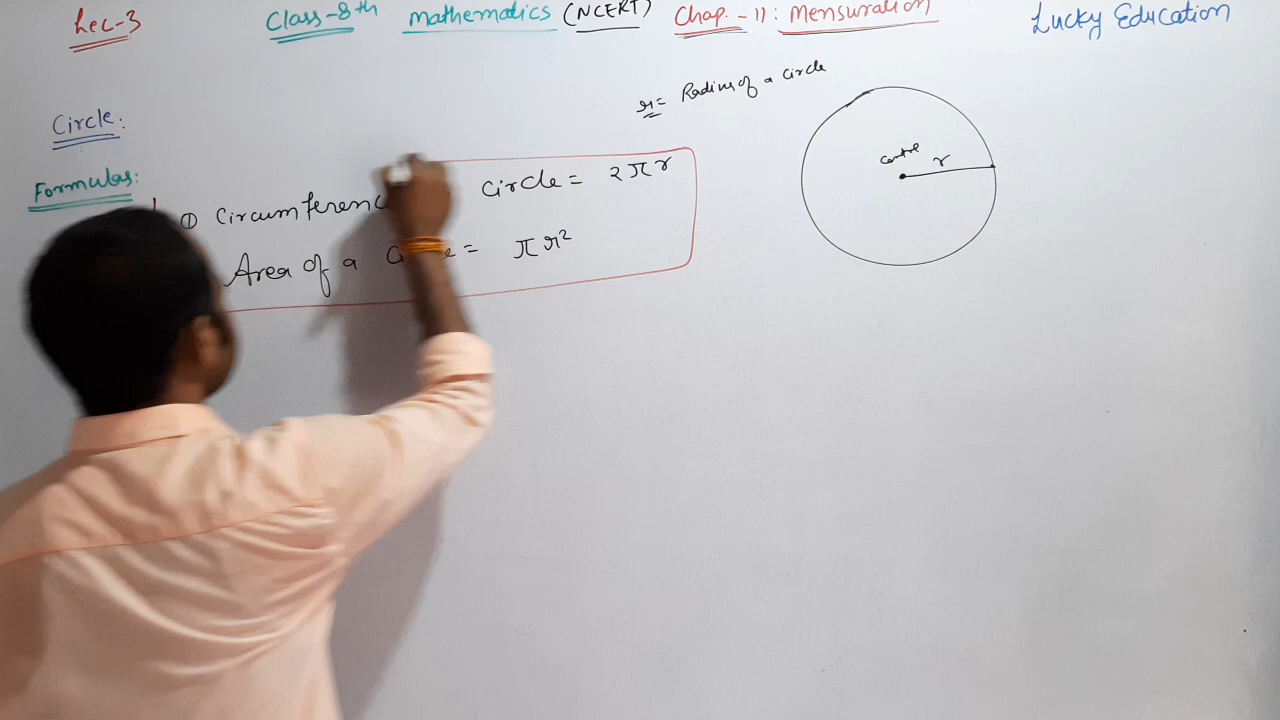 Lec-3 Class-8th Mathematics (NCERT) Chap.-11: Mensuration Lucky Education
r = Radius of a circle
Circle:
centre
r
Formulas:
① Circumferenc circle = 2πr
Area of a = πr²